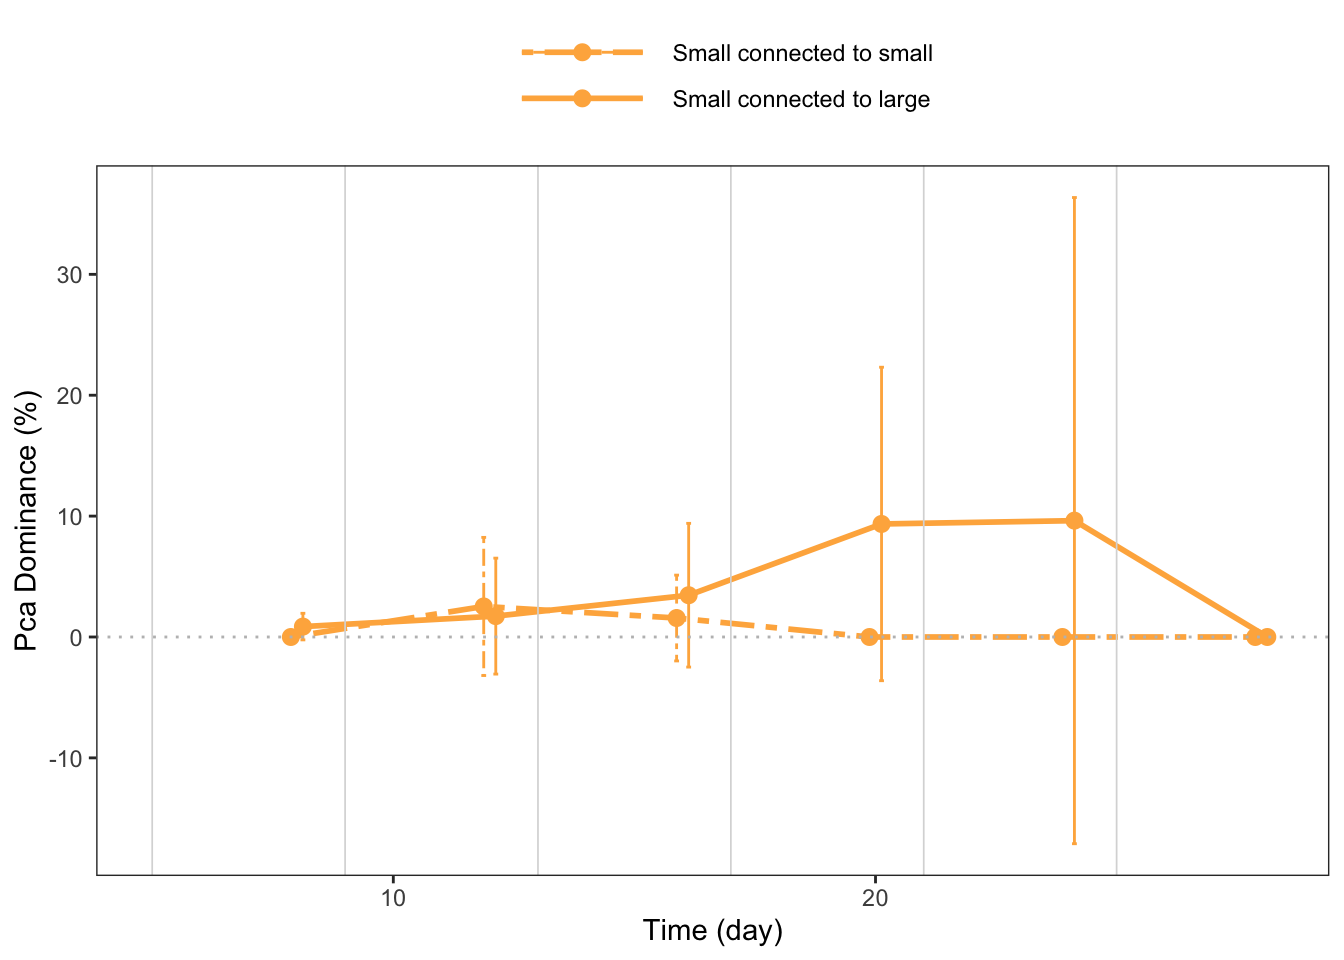 Small connected to small
Small connected to large
30
20
10
0
-10
Pca Dominance (%)
10 20
Time (day)